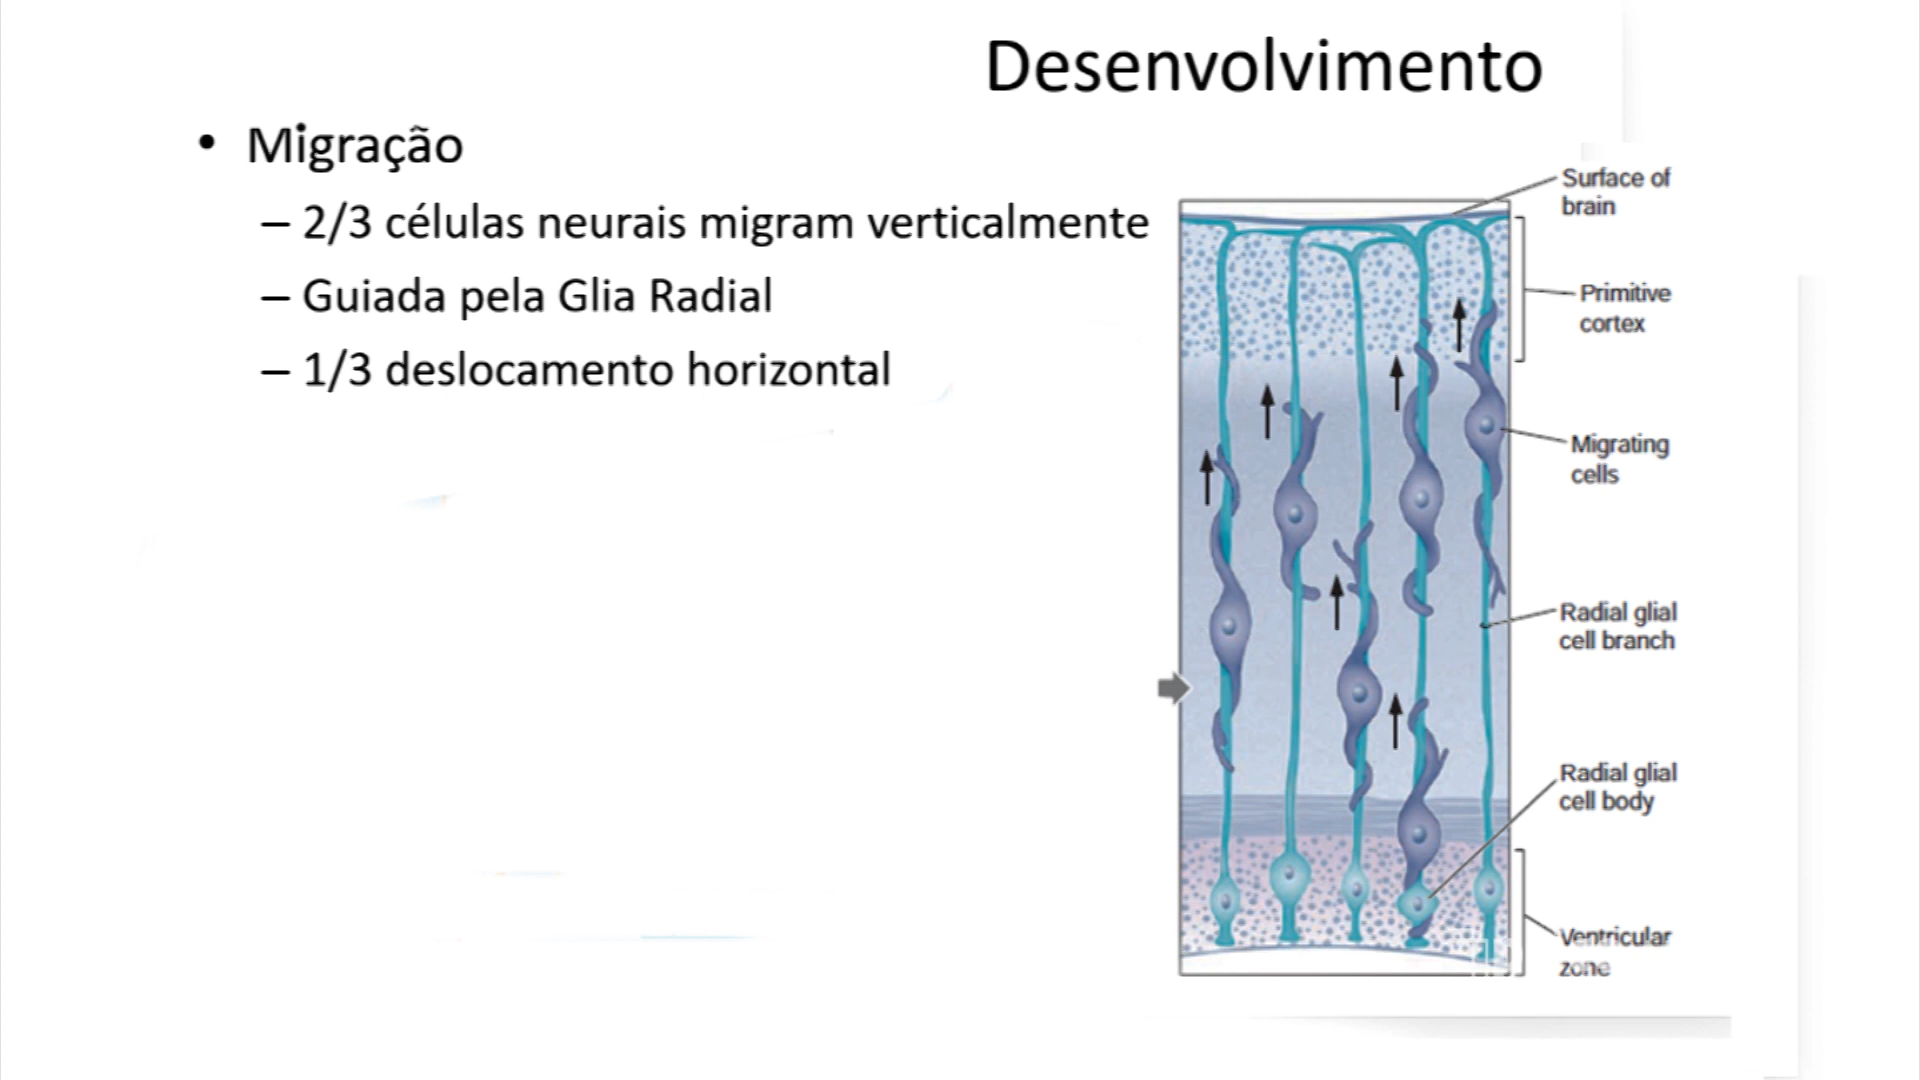 Desenvolvimento
• Migração
– 2/3 células neurais migram verticalmente
– Guiada pela Glia Radial
– 1/3 deslocamento horizontal
Surface of
brain
Primitive
cortex
Migrating
cells
Radial glial
cell branch
Radial glial
cell body
Ventricular
zone